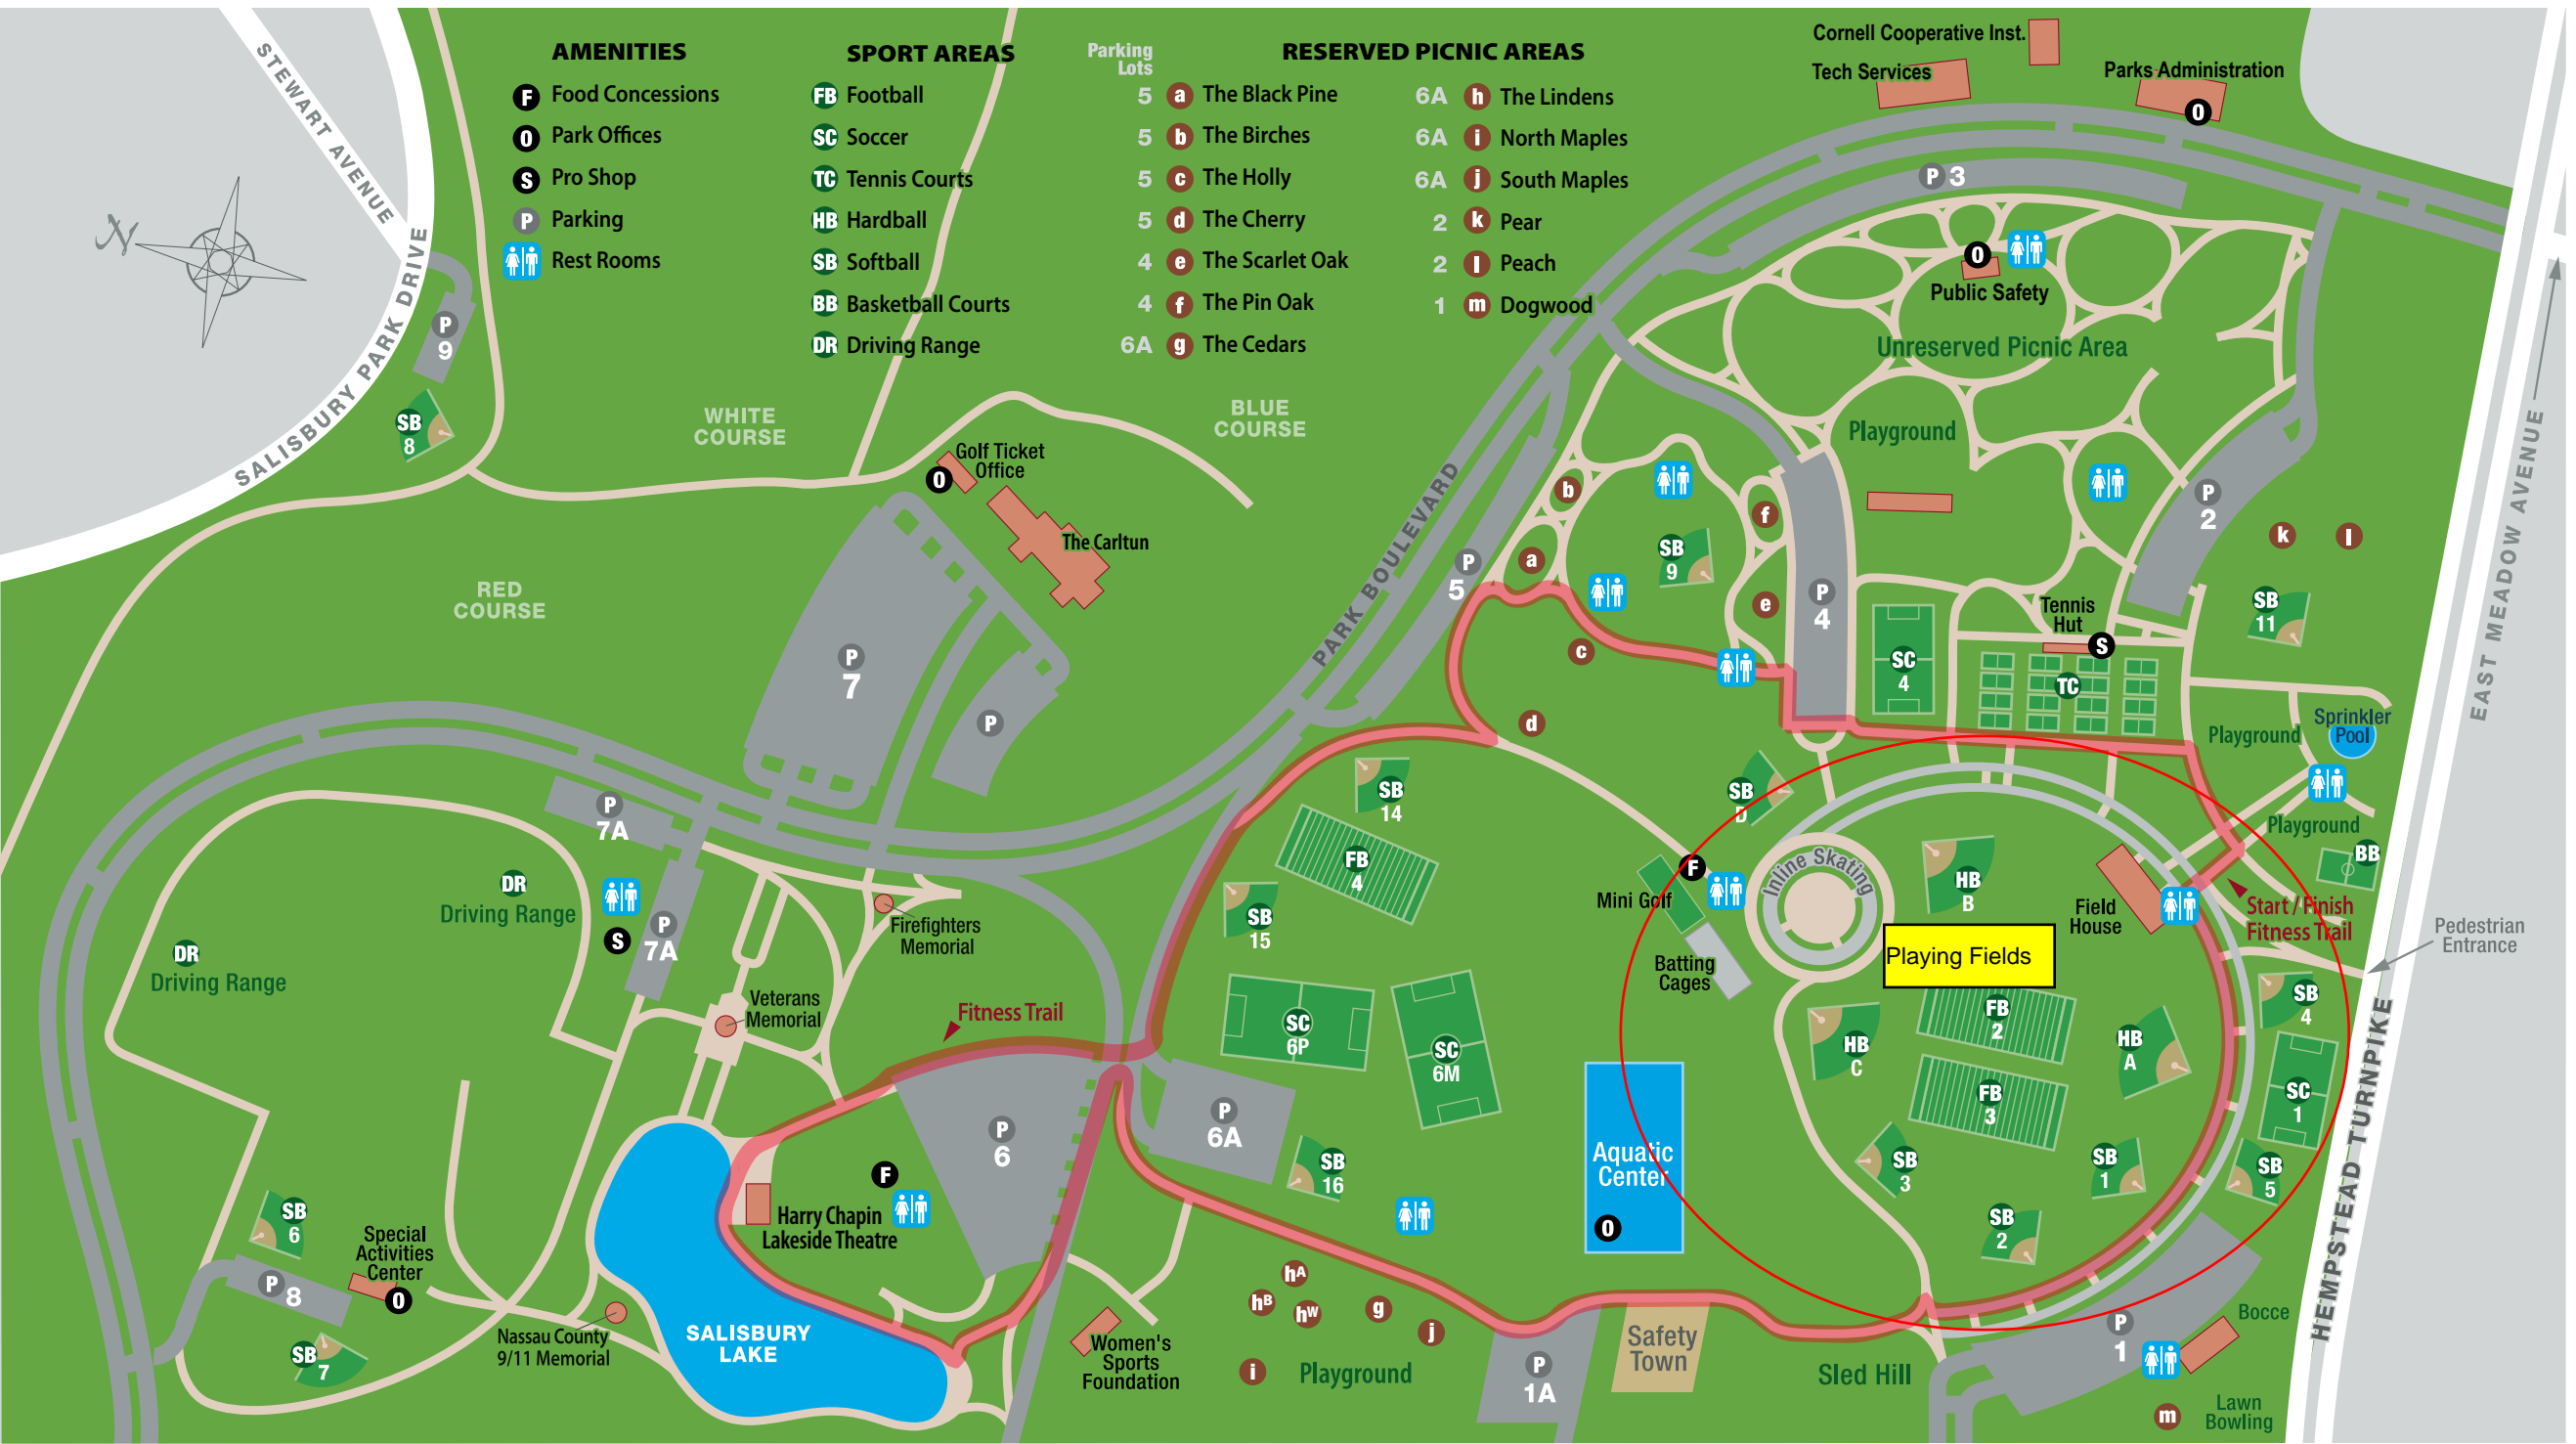 AMENITIES
F Food Concessions
O Park Offices
S Pro Shop
P Parking
Rest Rooms
SPORT AREAS
FB Football
SC Soccer
TC Tennis Courts
HB Hardball
SB Softball
BB Basketball Courts
DR Driving Range
Parking
Lots
RESERVED PICNIC AREAS
5 a The Black Pine
5 b The Birches
5 c The Holly
5 d The Cherry
4 e The Scarlet Oak
4 f The Pin Oak
6A g The Cedars
6A h The Lindens
6A i North Maples
6A j South Maples
2 k Pear
2 l Peach
1 m Dogwood
Cornell Cooperative Inst.
Tech Services
Parks Administration
O
STEWART AVENUE
SALISBURY PARK DRIVE
N
P
9
SB
8
WHITE
COURSE
BLUE
COURSE
RED
COURSE
Golf Ticket
Office
O
The Carltun
P
7
P
PARK BOULEVARD
P 3
O
Public Safety
Unreserved Picnic Area
Playground
P
2
k
l
SB
11
EAST MEADOW AVENUE
b
a
f
e
c
d
SB
9
P
5
P
4
SC
4
Tennis
Hut
S
TC
Playground
Sprinkler
Pool
Playground
BB
Start / Finish
Fitness Trail
Pedestrian
Entrance
HEMPSTEAD TURNPIKE
Field
House
SB
D
Inline Skating
F
Mini Golf
Batting
Cages
HB
B
Playing Fields
FB
2
FB
3
HB
A
HB
C
SB
3
SB
2
SB
1
SB
4
SC
1
SB
5
SB
14
FB
4
SB
15
SC
6P
SC
6M
SB
16
P
6A
P
6
Aquatic
Center
O
P
7A
P
7A
S
DR
Driving Range
DR
Driving Range
Firefighters
Memorial
Veterans
Memorial
Fitness Trail
F
Harry Chapin
Lakeside Theatre
SALISBURY
LAKE
SB
6
Special
Activities
Center
O
P 8
SB
7
Nassau County
9/11 Memorial
Women's
Sports
Foundation
hA
hB
hW
g
j
i
Playground
P
1A
Safety
Town
Sled Hill
P
1
Bocce
m
Lawn
Bowling